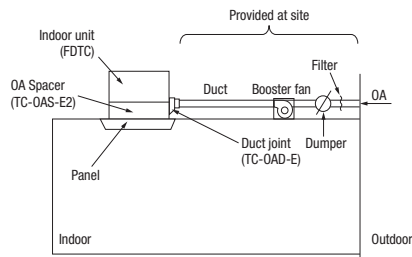 Provided at site
Indoor unit
(FDTC)
Filter
OA Spacer
(TC-OAS-E2)
Duct
Booster fan
OA
Duct joint
(TC-OAD-E)
Dumper
Panel
Indoor
Outdoor